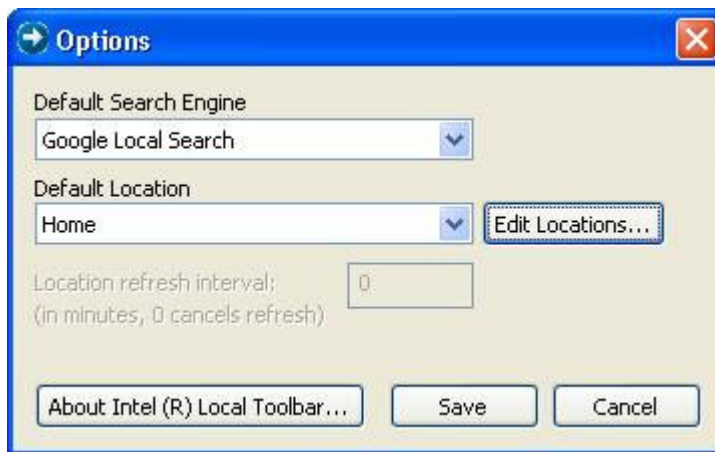 Options
Default Search Engine
Google Local Search
Default Location
Home
Edit Locations...
Location refresh interval:
0
(in minutes, 0 cancels refresh)
About Intel (R) Local Toolbar...
Save
Cancel